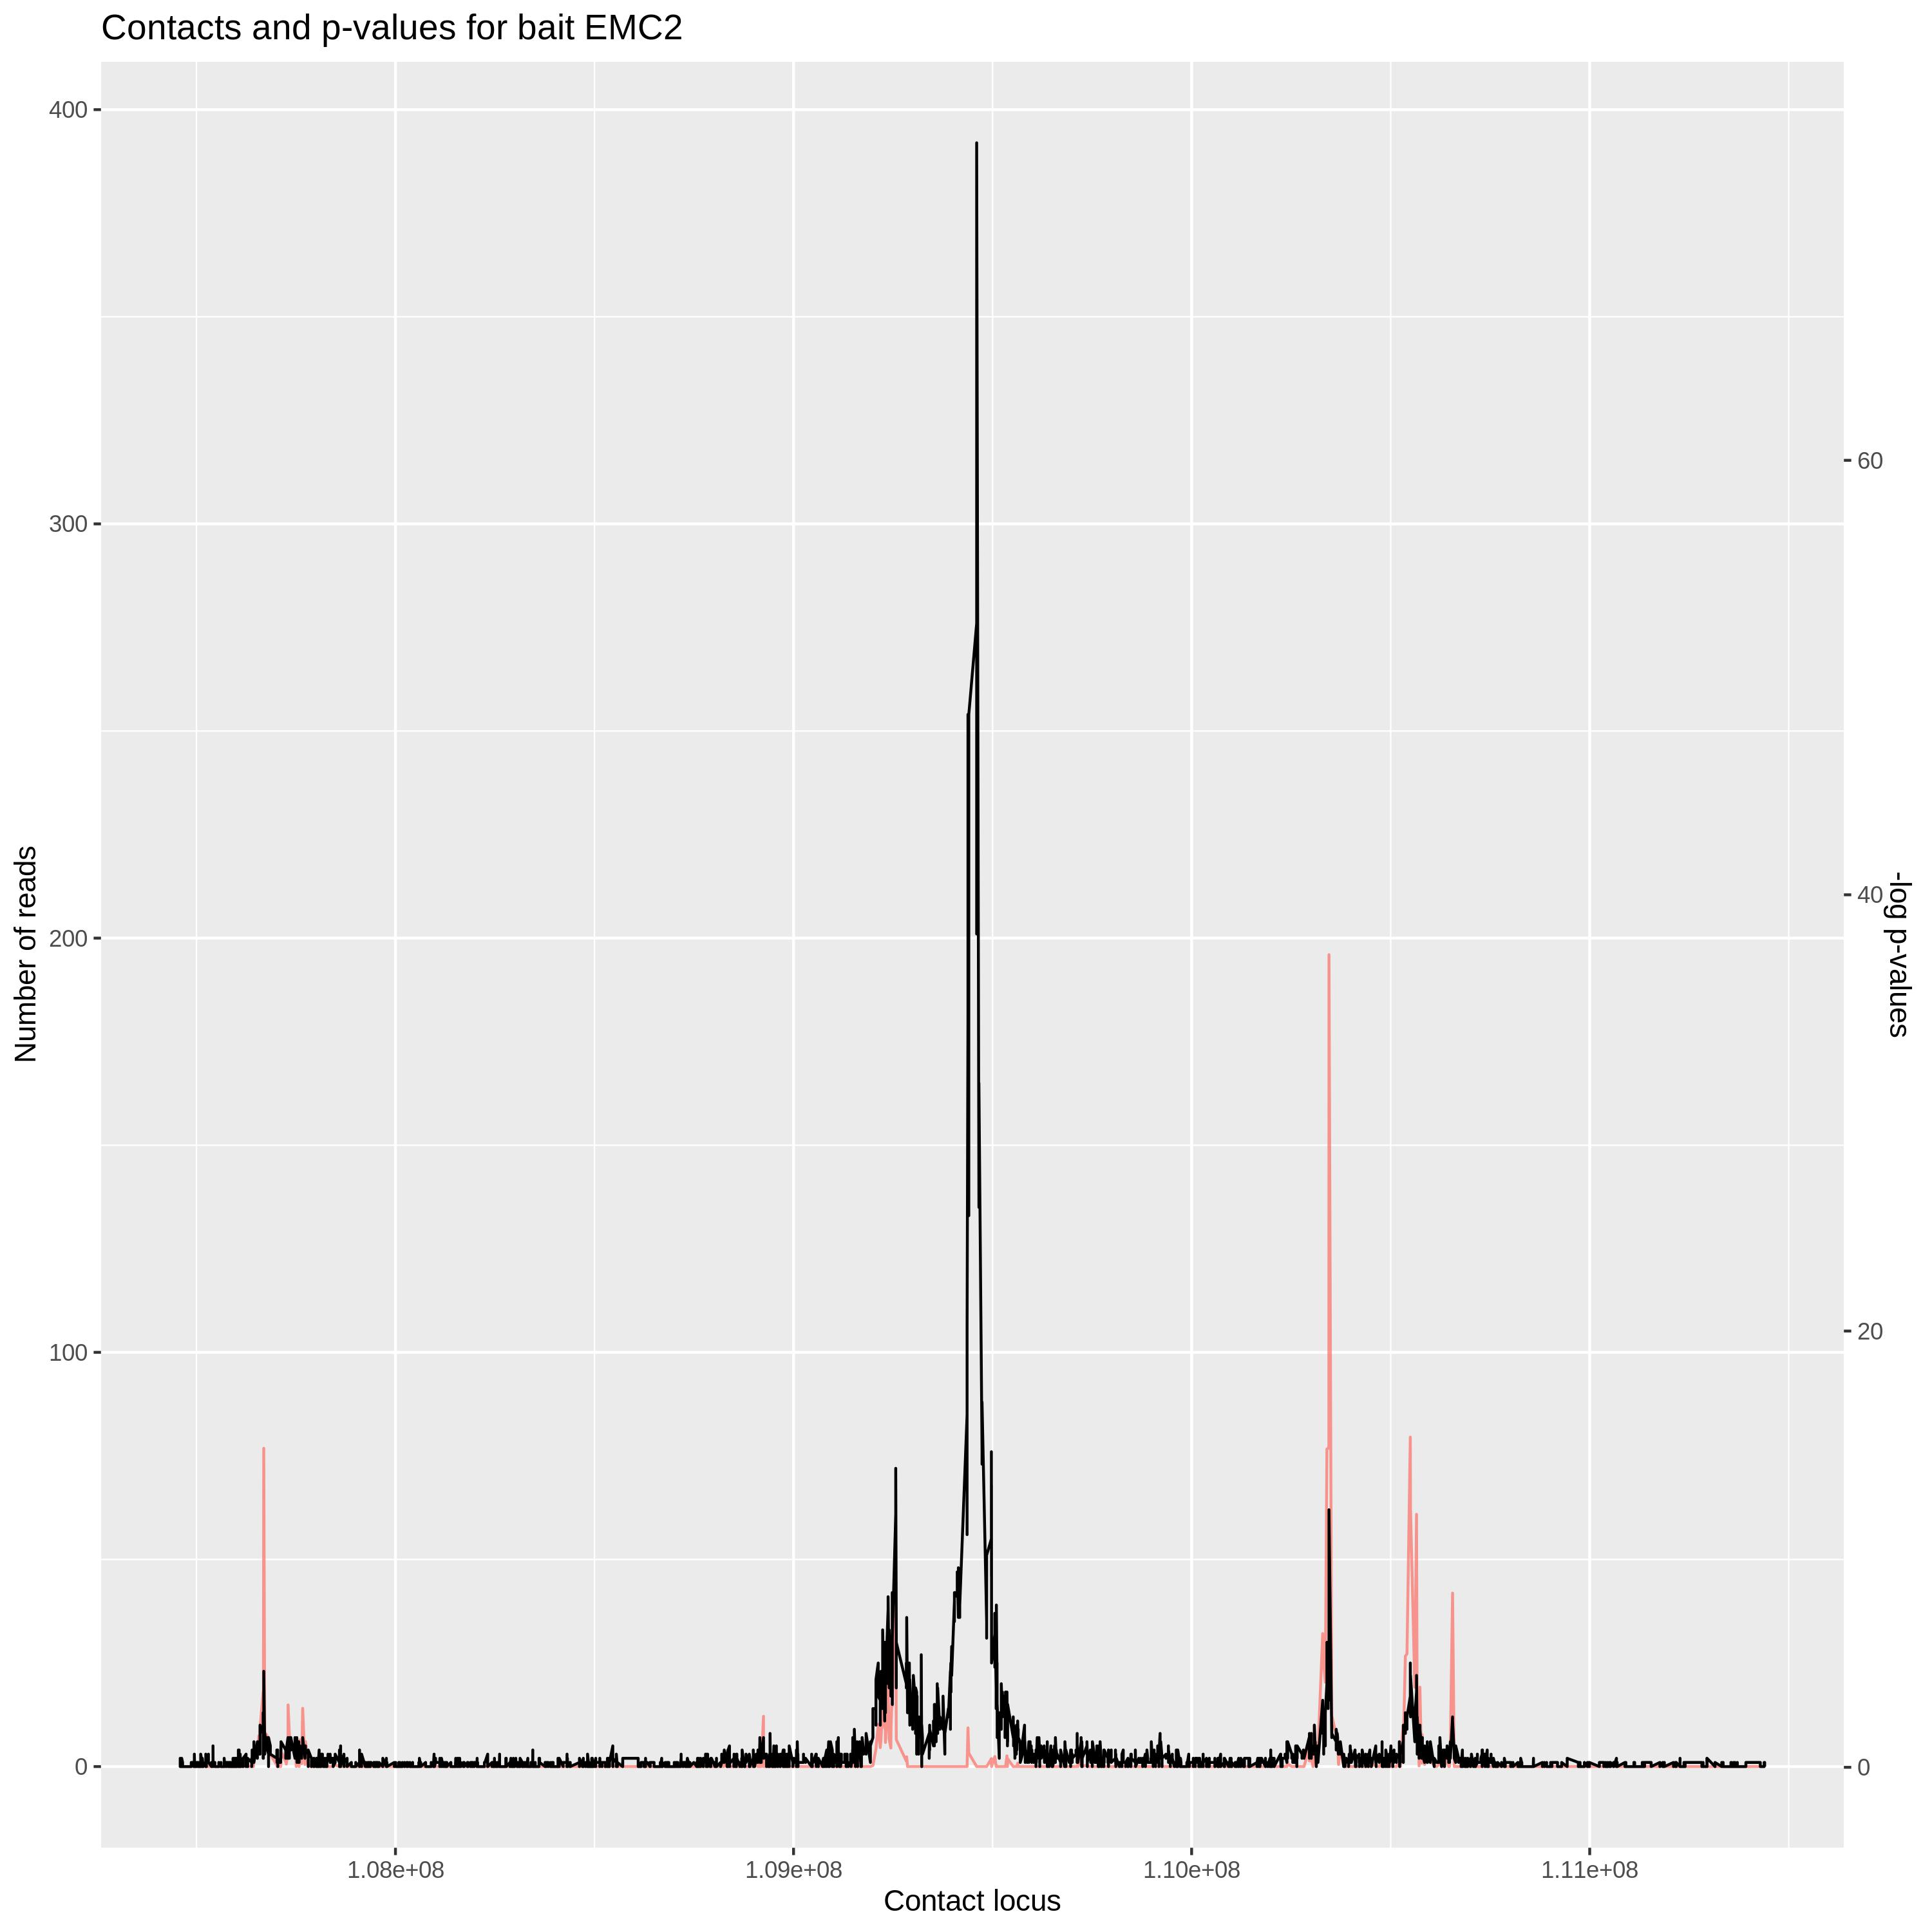 Contacts and p-values for bait EMC2
400
300
200
100
0
Number of reads
60
40
20
0
-log p-values
1.08e+08
1.09e+08
1.10e+08
1.11e+08
Contact locus